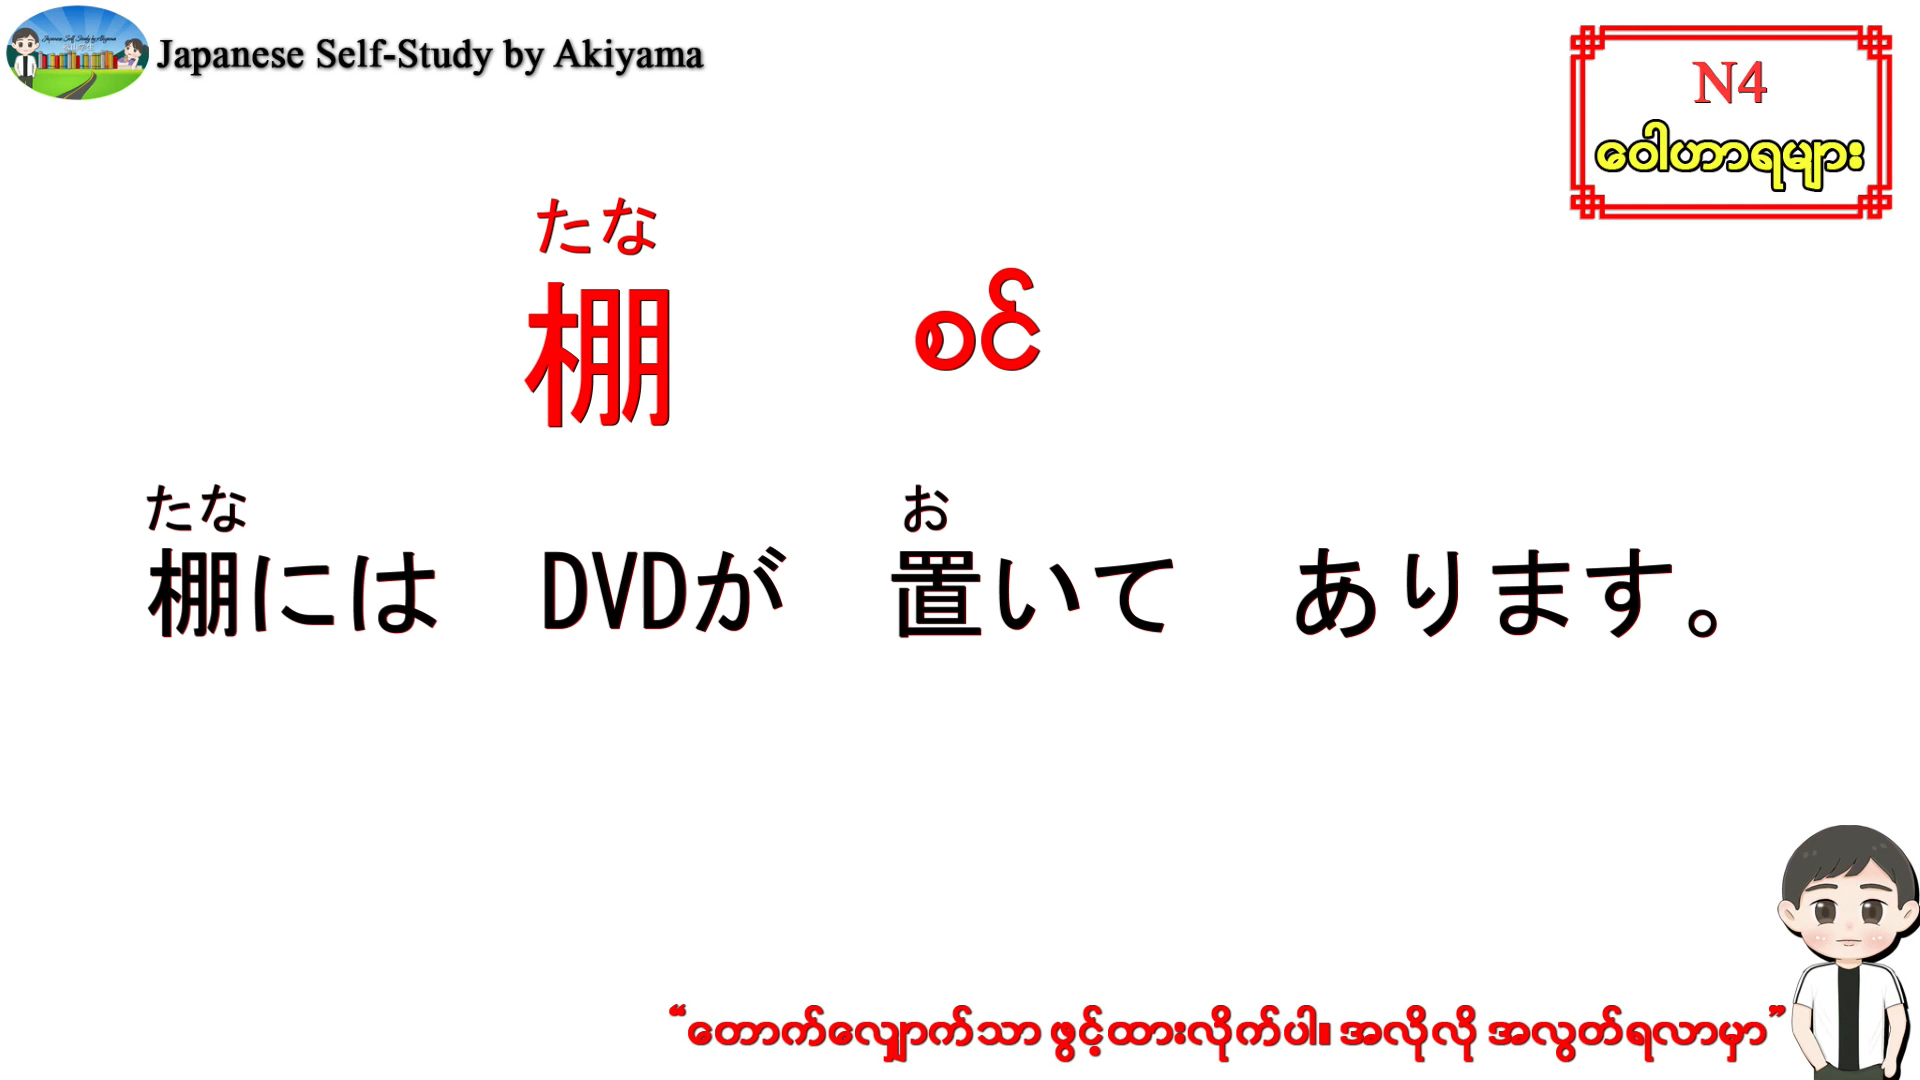 Japanese Self-Study by Akiyama
N4
ဝေါဟာရများ
たな
棚 စင်
たな お
棚には DVDが 置いて あります。
“တောက်လျှောက်သာ ဖွင့်ထားလိုက်ပါ။ အလိုလို အလွတ်ရလာမှာ”